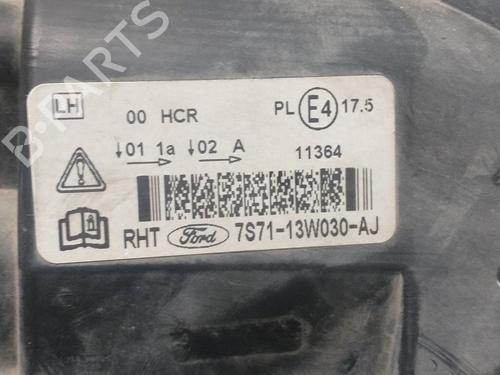 B-PARTS
LH
00 HCR
PL E4 17.5
↓01 1a ↓02 A
11364
RHT Ford 7S71-13W030-AJ